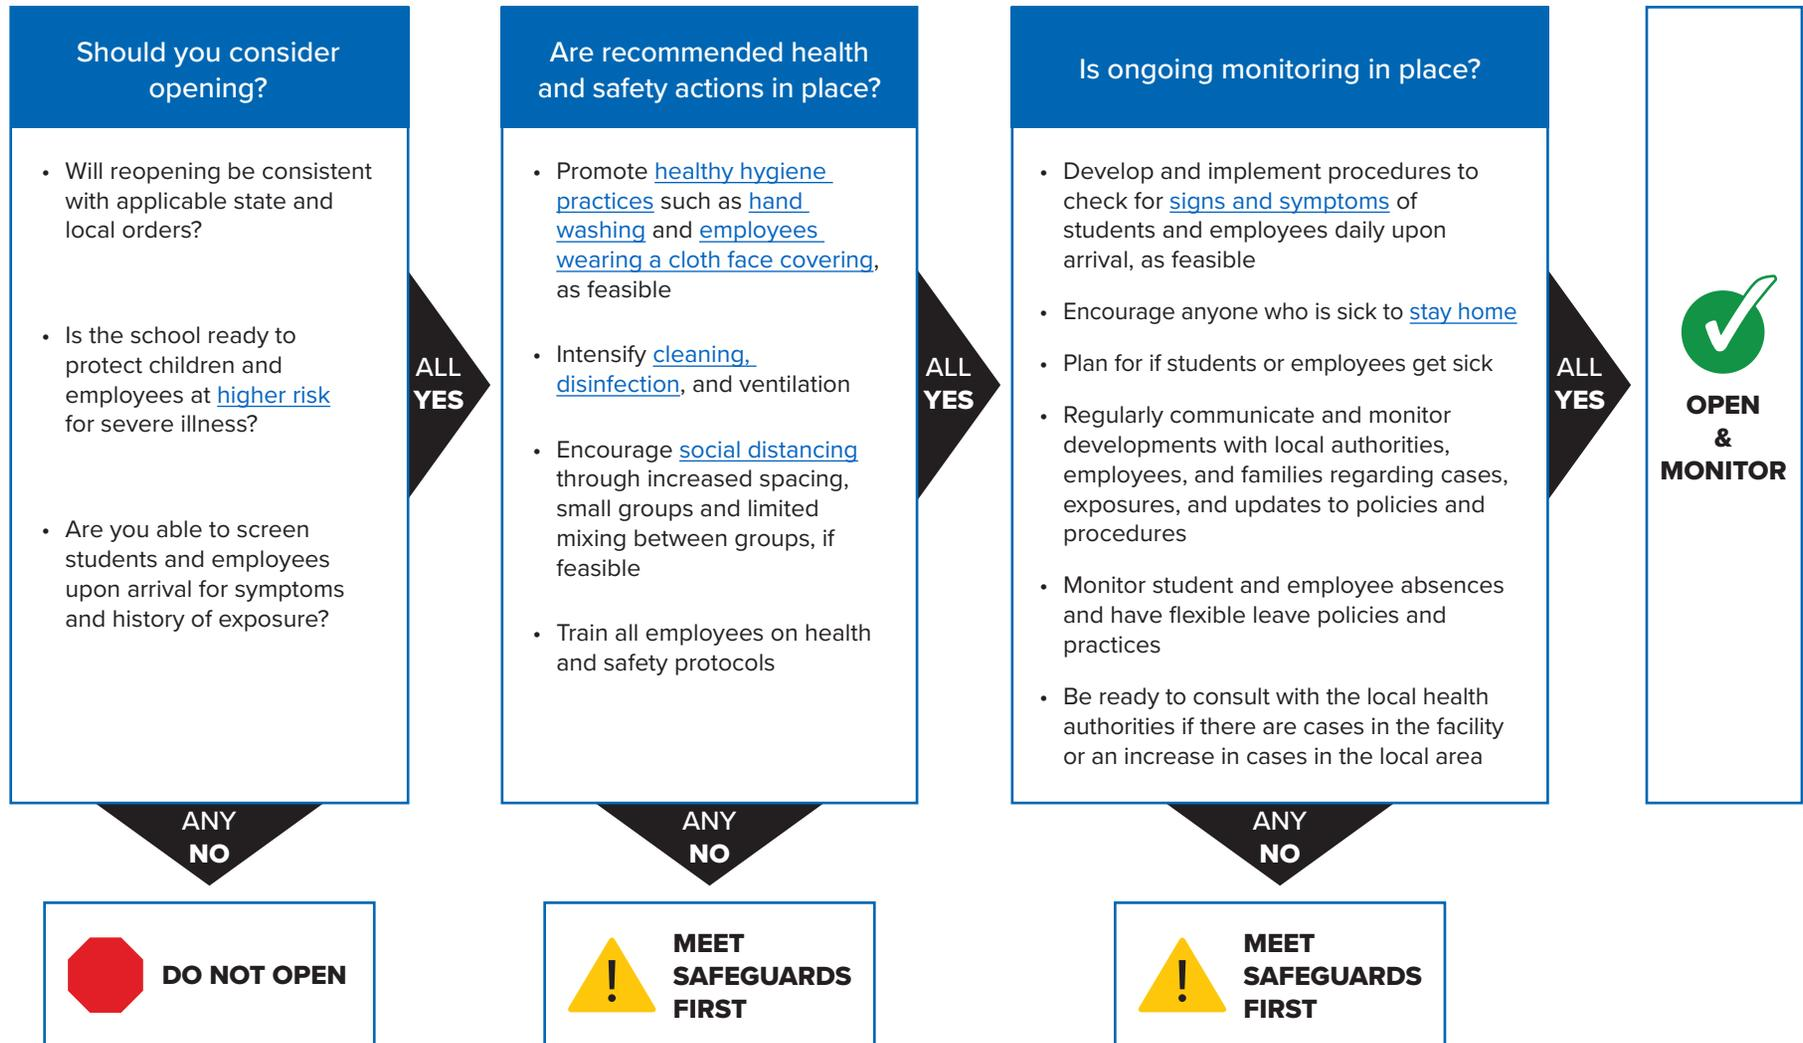 Should you consider
opening?
• Will reopening be consistent
with applicable state and
local orders?
• Is the school ready to
protect children and
employees at higher risk
for severe illness?
• Are you able to screen
students and employees
upon arrival for symptoms
and history of exposure?
ALL
YES
ANY
NO
DO NOT OPEN
Are recommended health
and safety actions in place?
• Promote healthy hygiene
practices such as hand
washing and employees
wearing a cloth face covering,
as feasible
• Intensify cleaning,
disinfection, and ventilation
• Encourage social distancing
through increased spacing,
small groups and limited
mixing between groups, if
feasible
• Train all employees on health
and safety protocols
ALL
YES
ANY
NO
!
MEET
SAFEGUARDS
FIRST
Is ongoing monitoring in place?
• Develop and implement procedures to
check for signs and symptoms of
students and employees daily upon
arrival, as feasible
• Encourage anyone who is sick to stay home
• Plan for if students or employees get sick
• Regularly communicate and monitor
developments with local authorities,
employees, and families regarding cases,
exposures, and updates to policies and
procedures
• Monitor student and employee absences
and have flexible leave policies and
practices
• Be ready to consult with the local health
authorities if there are cases in the facility
or an increase in cases in the local area
ALL
YES
ANY
NO
!
MEET
SAFEGUARDS
FIRST
OPEN
&
MONITOR